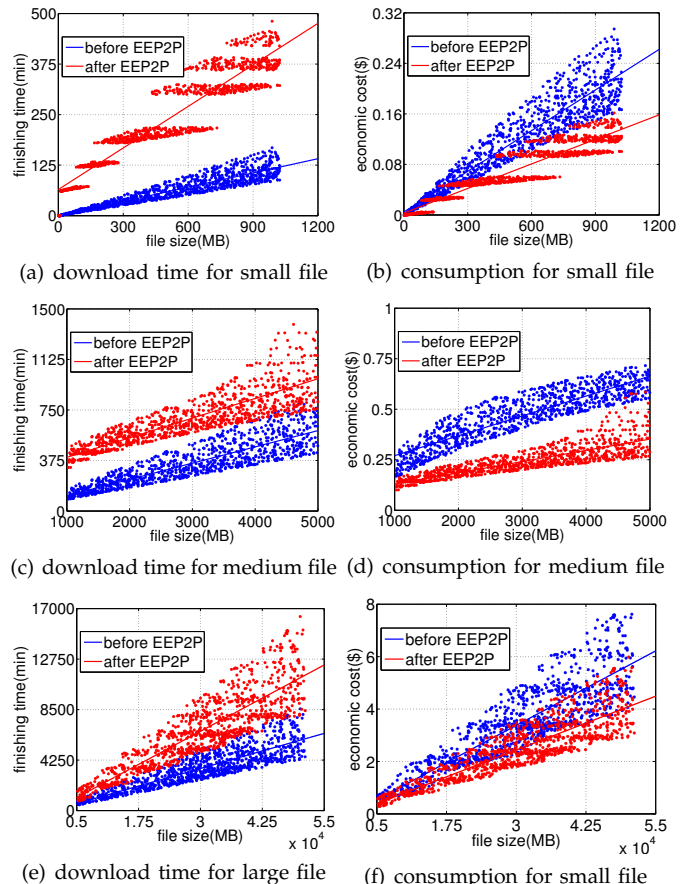 500
375
250
125
0
0 300 600 900 1200
finishing time(min)
file size(MB)
before EEP2P
after EEP2P
(a) download time for small file
0.32
0.24
0.16
0.08
0
0 300 600 900 1200
economic cost($)
file size(MB)
before EEP2P
after EEP2P
(b) consumption for small file
1500
1125
750
375
0
1000 2000 3000 4000 5000
finishing time(min)
file size(MB)
before EEP2P
after EEP2P
(c) download time for medium file
1
0.75
0.5
0.25
0
1000 2000 3000 4000 5000
economic cost($)
file size(MB)
before EEP2P
after EEP2P
(d) consumption for medium file
17000
12750
8500
4250
0
0.5 1.75 3 4.25 5.5
x 10^4
finishing time(min)
file size(MB)
before EEP2P
after EEP2P
(e) download time for large file
8
6
4
2
0
0.5 1.75 3 4.25 5.5
x 10^4
economic cost($)
file size(MB)
before EEP2P
after EEP2P
(f) consumption for small file